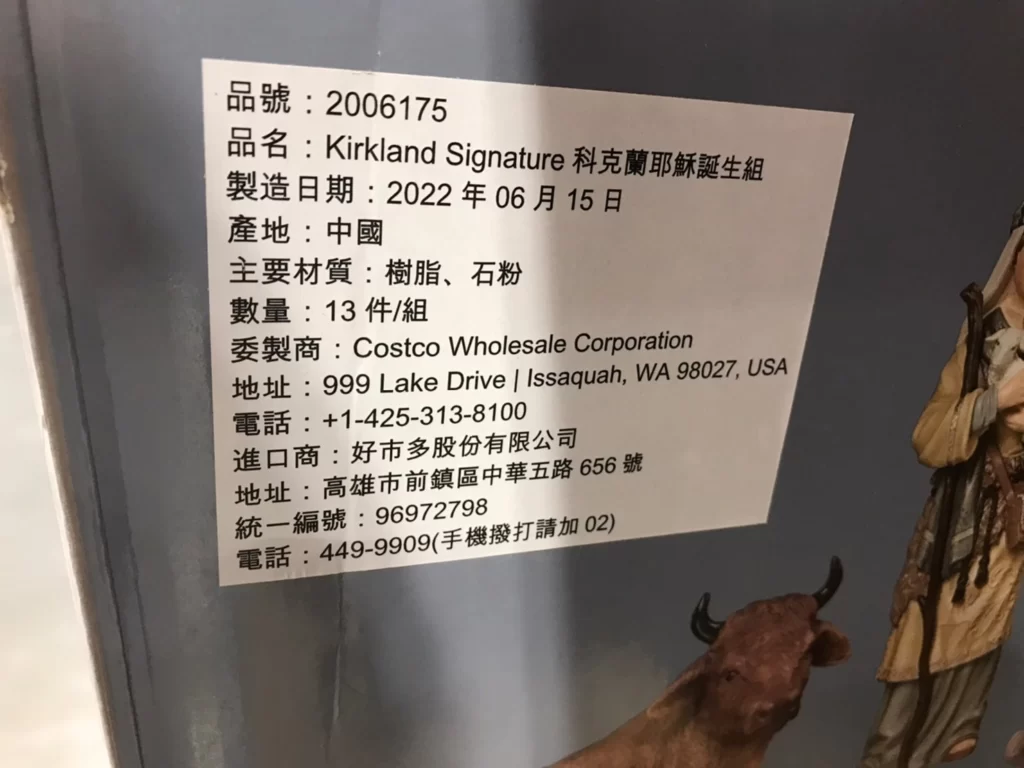 品號：2006175
品名：Kirkland Signature 科克蘭耶穌誕生組
製造日期：2022 年 06 月 15 日
產地：中國
主要材質：樹脂、石粉
數量：13 件/組
委製商：Costco Wholesale Corporation
地址：999 Lake Drive | Issaquah, WA 98027, USA
電話：+1-425-313-8100
進口商：好市多股份有限公司
地址：高雄市前鎮區中華五路 656 號
統一編號：96972798
電話：449-9909(手機撥打請加 02)